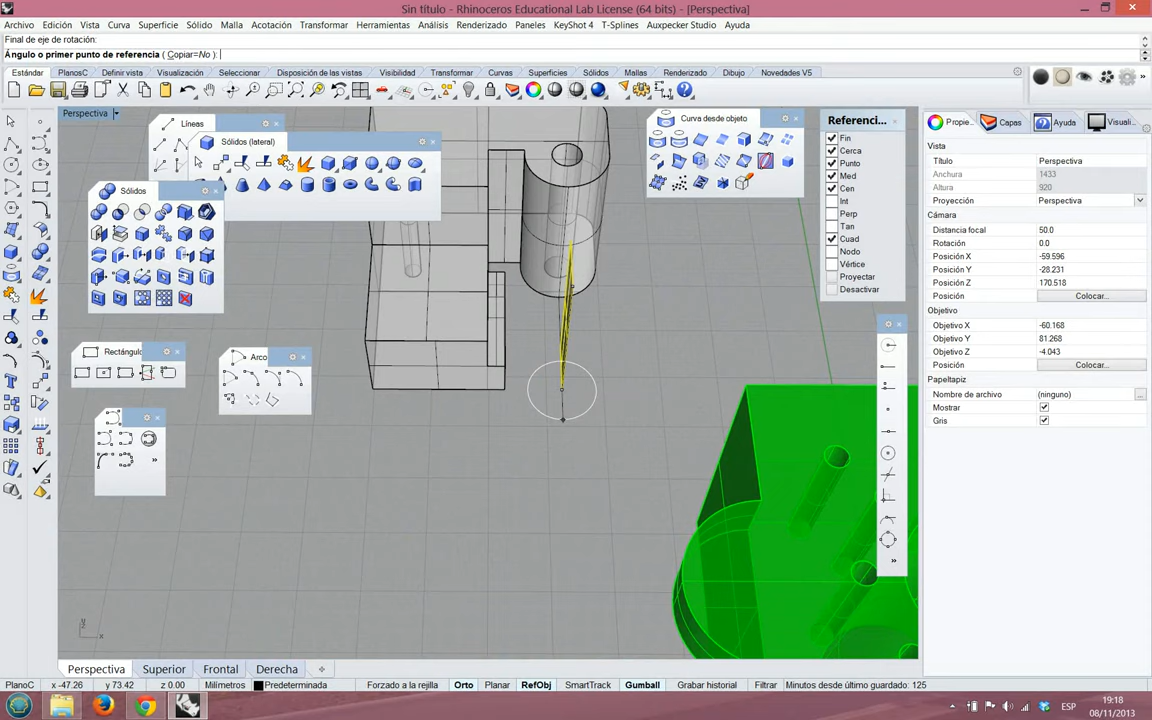 Sin título - Rhinoceros Educational Lab License (64 bits) - [Perspectiva]
Archivo Edición Vista Curva Superficie Sólido Malla Acotación Transformar Herramientas Análisis Renderizado Paneles KeyShot 4 T-Splines Auxpecker Studio Ayuda
Final de eje de rotación:
Ángulo o primer punto de referencia ( Copiar=No ):
Estándar PlanosC Definir vista Visualización Seleccionar Disposición de las vistas Visibilidad Transformar Curvas Superficies Sólidos Mallas Renderizado Dibujo Novedades V5
Perspectiva
Líneas
Sólidos (lateral)
Sólidos
Rectángulo
Arco
Curva desde objeto
Referenci...
Fin
Cerca
Punto
Med
Cen
Int
Perp
Tan
Cuad
Nodo
Vértice
Proyectar
Desactivar
Propie... Capas Ayuda Visuali...
Vista
Título Perspectiva
Anchura 1433
Altura 920
Proyección Perspectiva
Cámara
Distancia focal 50.0
Rotación 0.0
Posición X -59.596
Posición Y -28.231
Posición Z 170.518
Posición Colocar...
Objetivo
Objetivo X -60.168
Objetivo Y 81.268
Objetivo Z -4.043
Objetivo Colocar...
Papeltapiz
Nombre de archivo (ninguno) ...
Mostrar
Gris
y
x
Perspectiva Superior Frontal Derecha
PlanoC x -47.26 y 73.42 z 0.00 Milímetros Predeterminada Forzado a la rejilla Orto Planar RefObj SmartTrack Gumball Grabar historial Filtrar Minutos desde último guardado: 125
ESP
19:18
08/11/2013